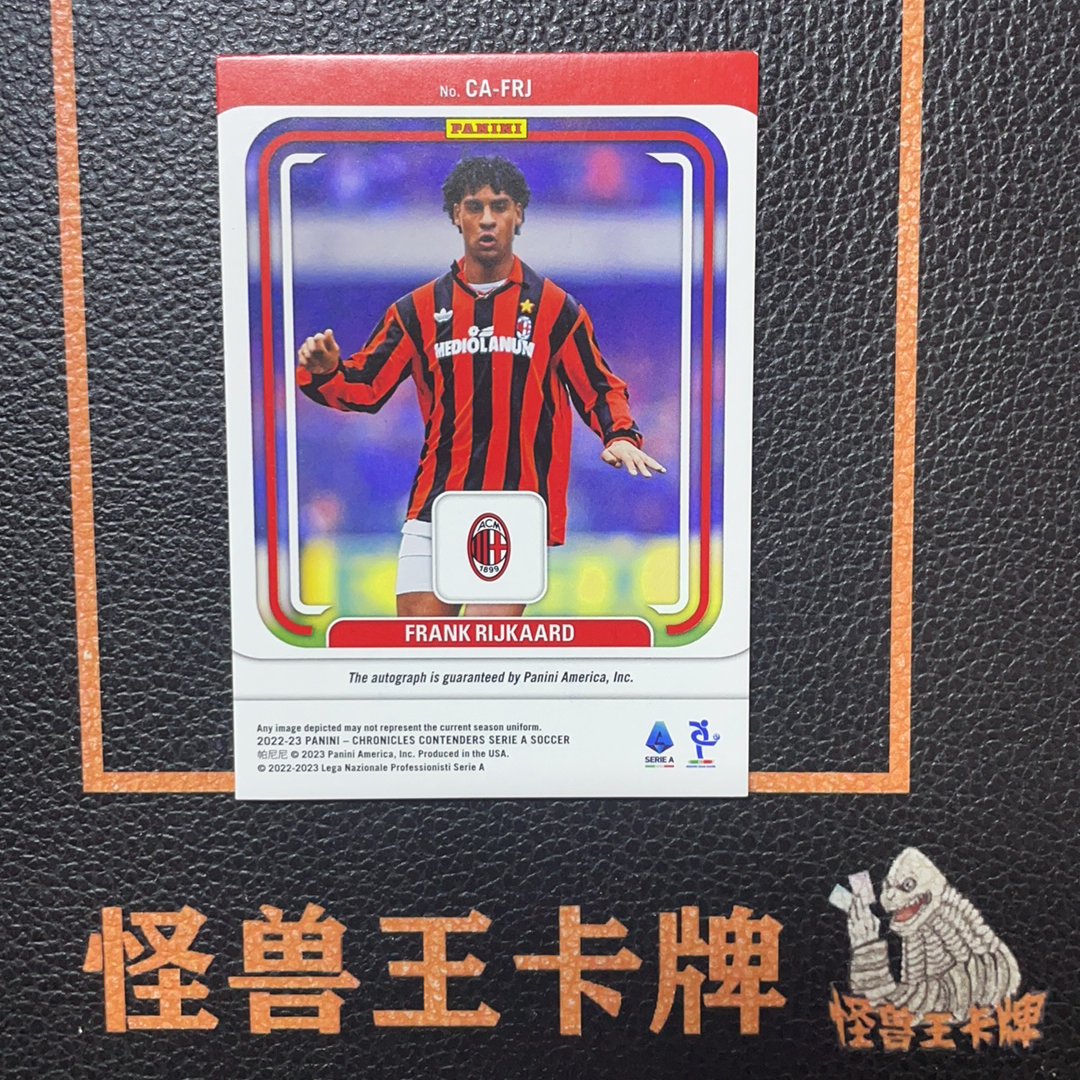 No. CA-FRJ
PANINI
MEDIOLANUM
ACM
1899
FRANK RIJKAARD
The autograph is guaranteed by Panini America, Inc.
Any image depicted may not represent the current season uniform.
2022-23 PANINI – CHRONICLES CONTENDERS SERIE A SOCCER
帕尼尼 © 2023 Panini America, Inc. Produced in the USA.
© 2022-2023 Lega Nazionale Professionisti Serie A
SERIE A
怪兽王卡牌
怪兽王卡牌